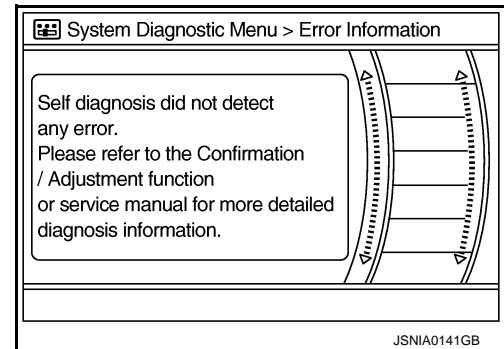 System Diagnostic Menu > Error Information
Self diagnosis did not detect
any error.
Please refer to the Confirmation
/ Adjustment function
or service manual for more detailed
diagnosis information.
JSNIA0141GB